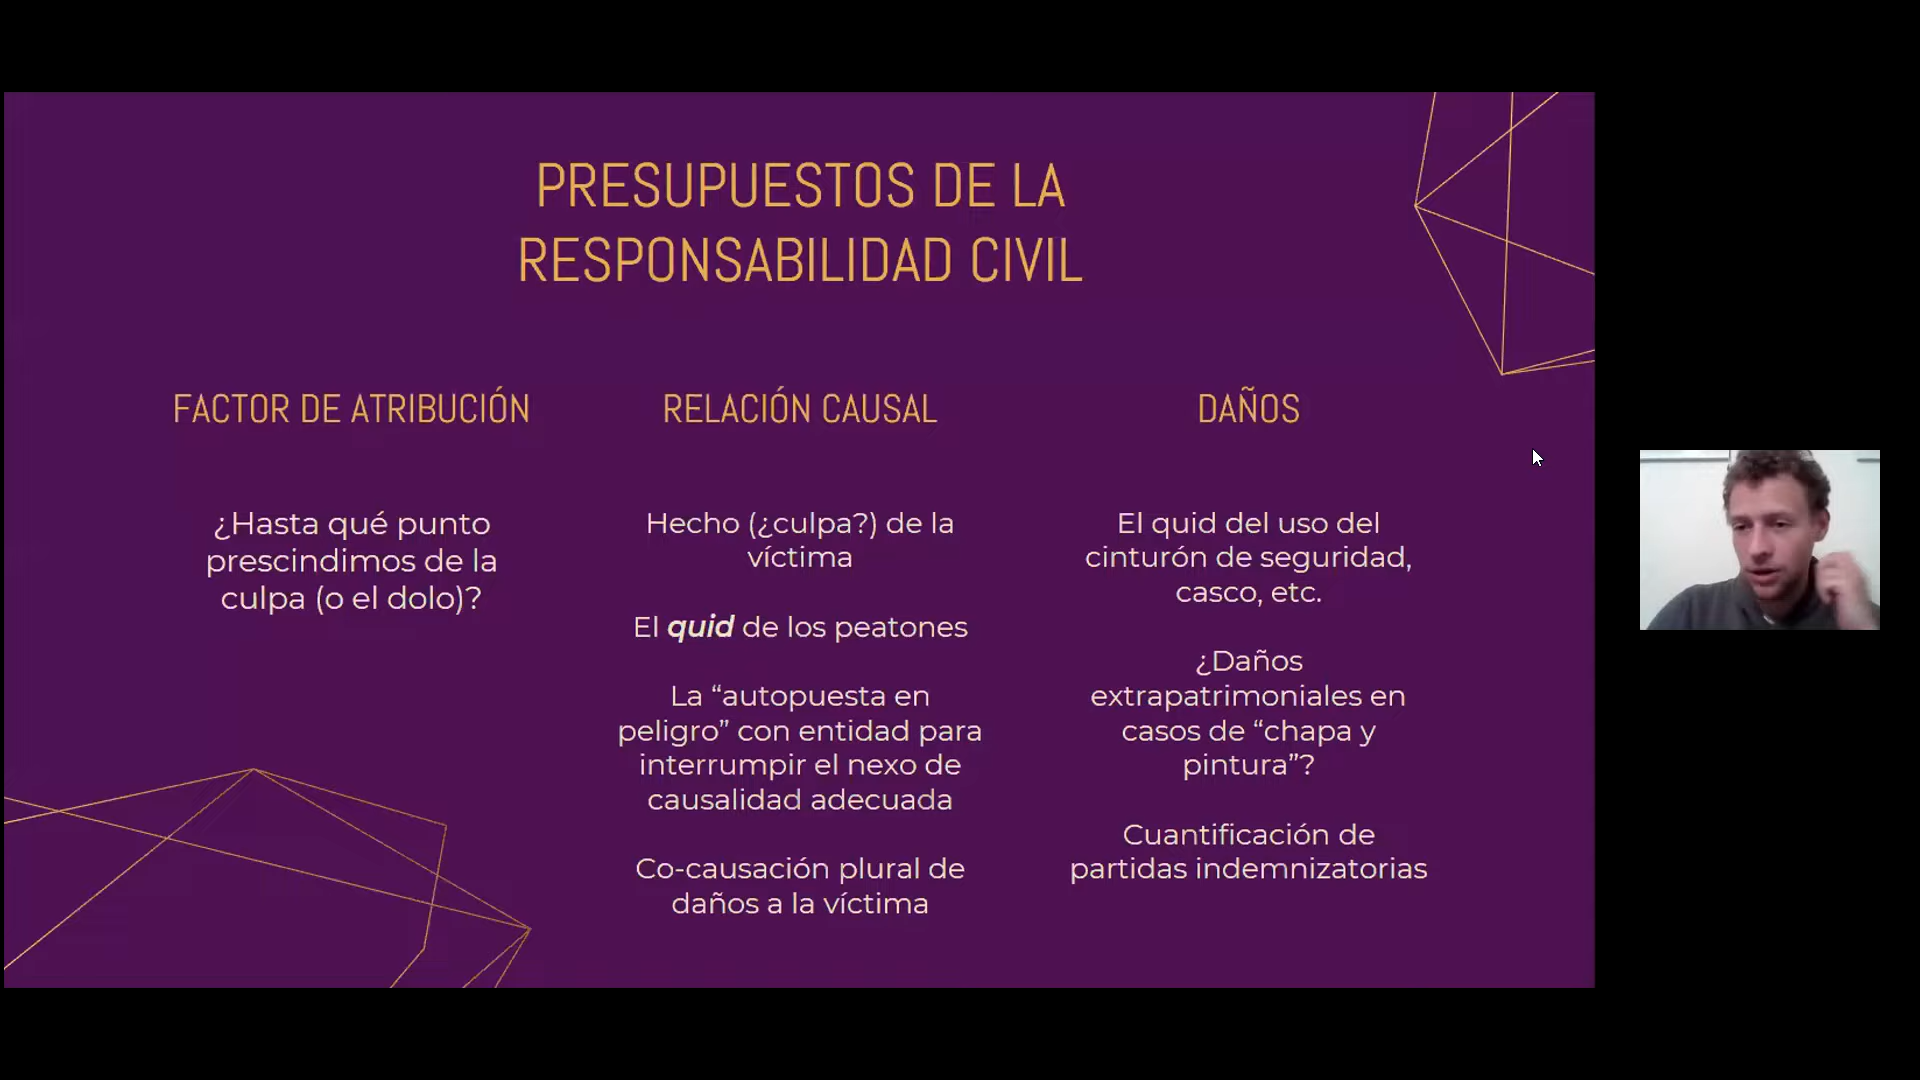 PRESUPUESTOS DE LA
RESPONSABILIDAD CIVIL
FACTOR DE ATRIBUCIÓN
¿Hasta qué punto
prescindimos de la
culpa (o el dolo)?
RELACIÓN CAUSAL
Hecho (¿culpa?) de la
víctima
El quid de los peatones
La “autopuesta en
peligro” con entidad para
interrumpir el nexo de
causalidad adecuada
Co-causación plural de
daños a la víctima
DAÑOS
El quid del uso del
cinturón de seguridad,
casco, etc.
¿Daños
extrapatrimoniales en
casos de “chapa y
pintura”?
Cuantificación de
partidas indemnizatorias